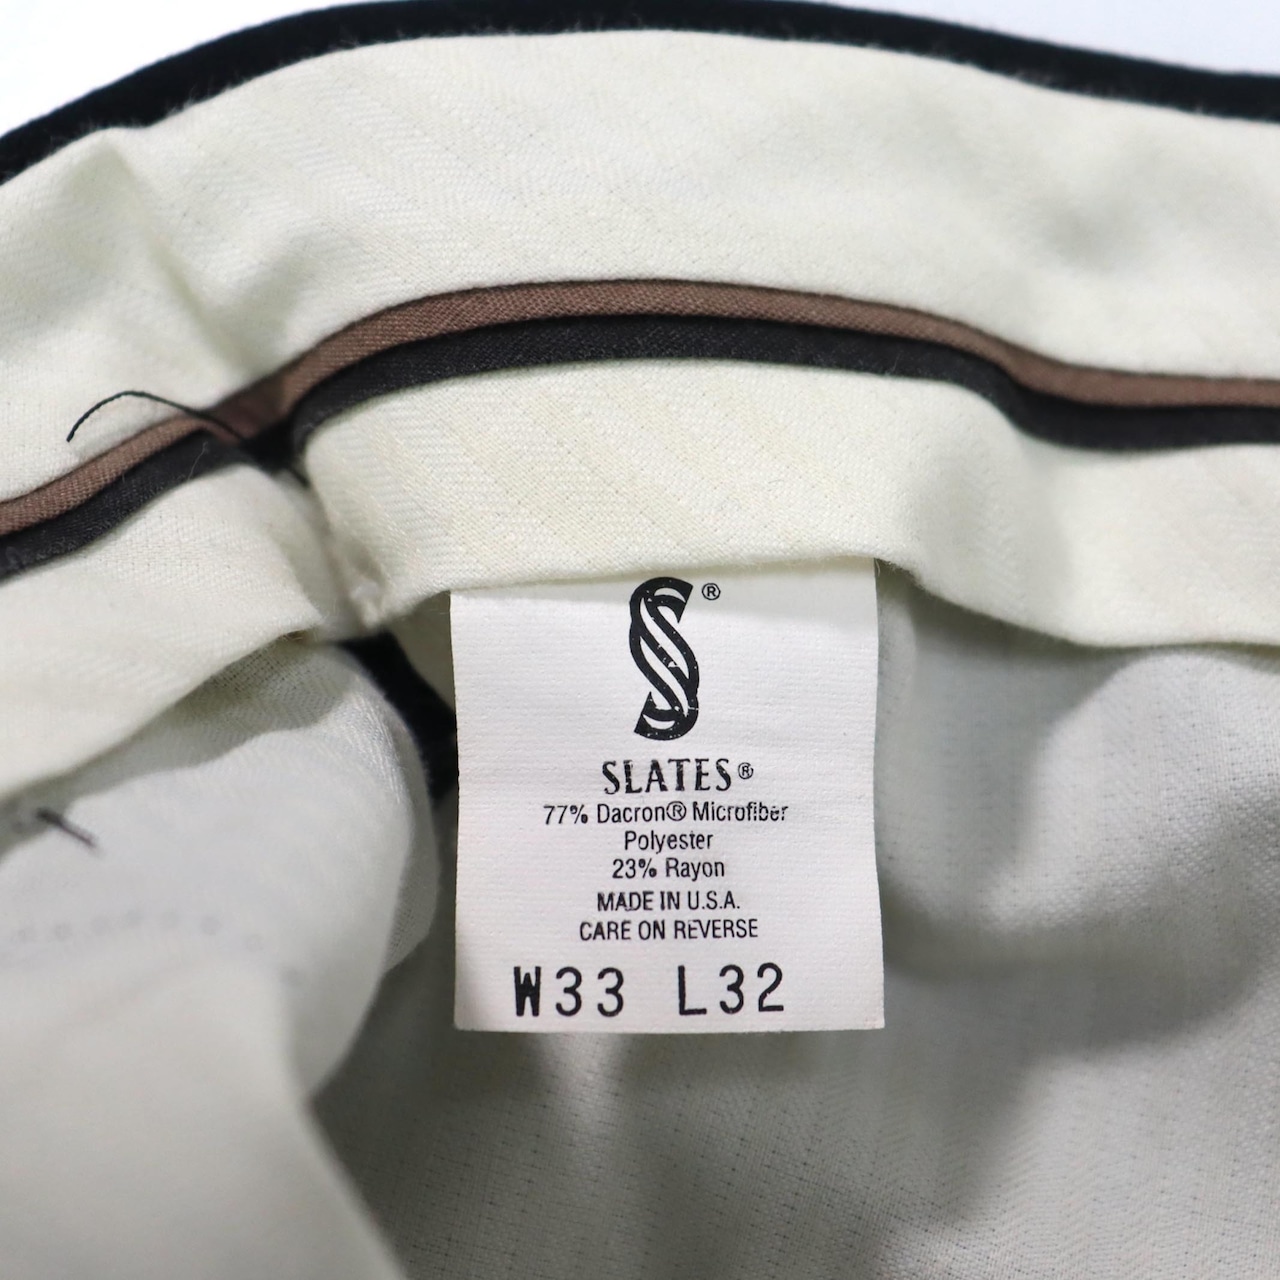 ®
SLATES®
77% Dacron® Microfiber
Polyester
23% Rayon
MADE IN U.S.A.
CARE ON REVERSE
W33 L32